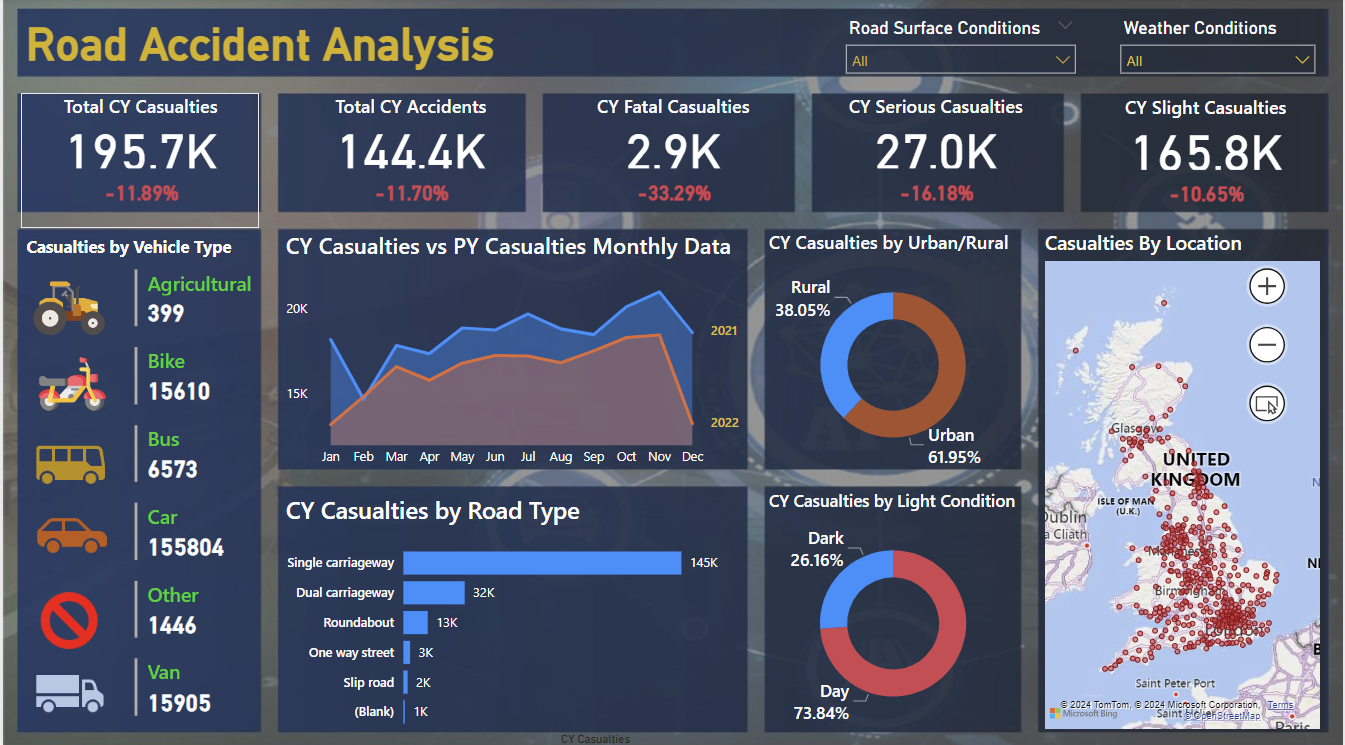 Road Accident Analysis
Road Surface Conditions
All
Weather Conditions
All
Total CY Casualties
195.7K
-11.89%
Total CY Accidents
144.4K
-11.70%
CY Fatal Casualties
2.9K
-33.29%
CY Serious Casualties
27.0K
-16.18%
CY Slight Casualties
165.8K
-10.65%
Casualties by Vehicle Type
Agricultural
399
Bike
15610
Bus
6573
Car
155804
Other
1446
Van
15905
CY Casualties vs PY Casualties Monthly Data
20K
15K
2021
2022
Jan Feb Mar Apr May Jun Jul Aug Sep Oct Nov Dec
CY Casualties by Road Type
Single carriageway 145K
Dual carriageway 32K
Roundabout 13K
One way street 3K
Slip road 2K
(Blank) 1K
CY Casualties
CY Casualties by Urban/Rural
Rural
38.05%
Urban
61.95%
CY Casualties by Light Condition
Dark
26.16%
Day
73.84%
Casualties By Location
Glasgow
UNITED
KINGDOM
ISLE OF MAN
(U.K.)
Dublin
a Cliath
Manchester
Birmingham
London
Saint Peter Port
© 2024 TomTom, © 2024 Microsoft Corporation, Terms
Microsoft Bing
Saint Helier
© OpenStreetMap
Paris